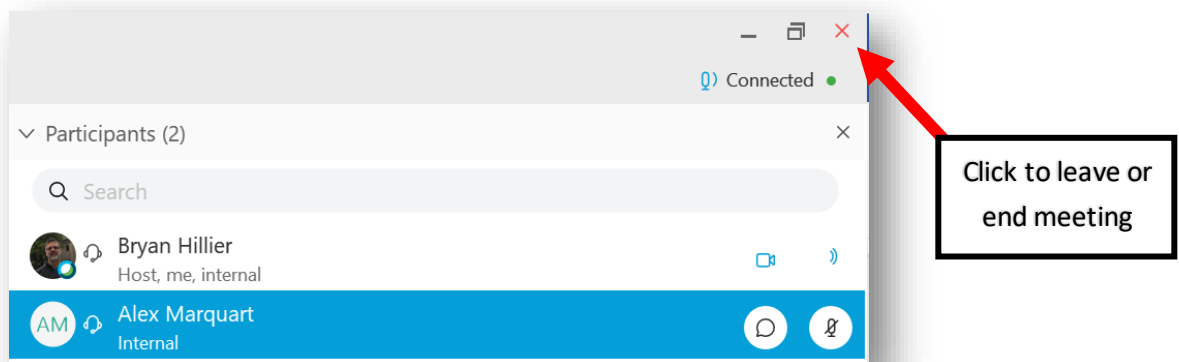 Connected
Participants (2)
Search
Bryan Hillier
Host, me, internal
AM
Alex Marquart
Internal
Click to leave or
end meeting